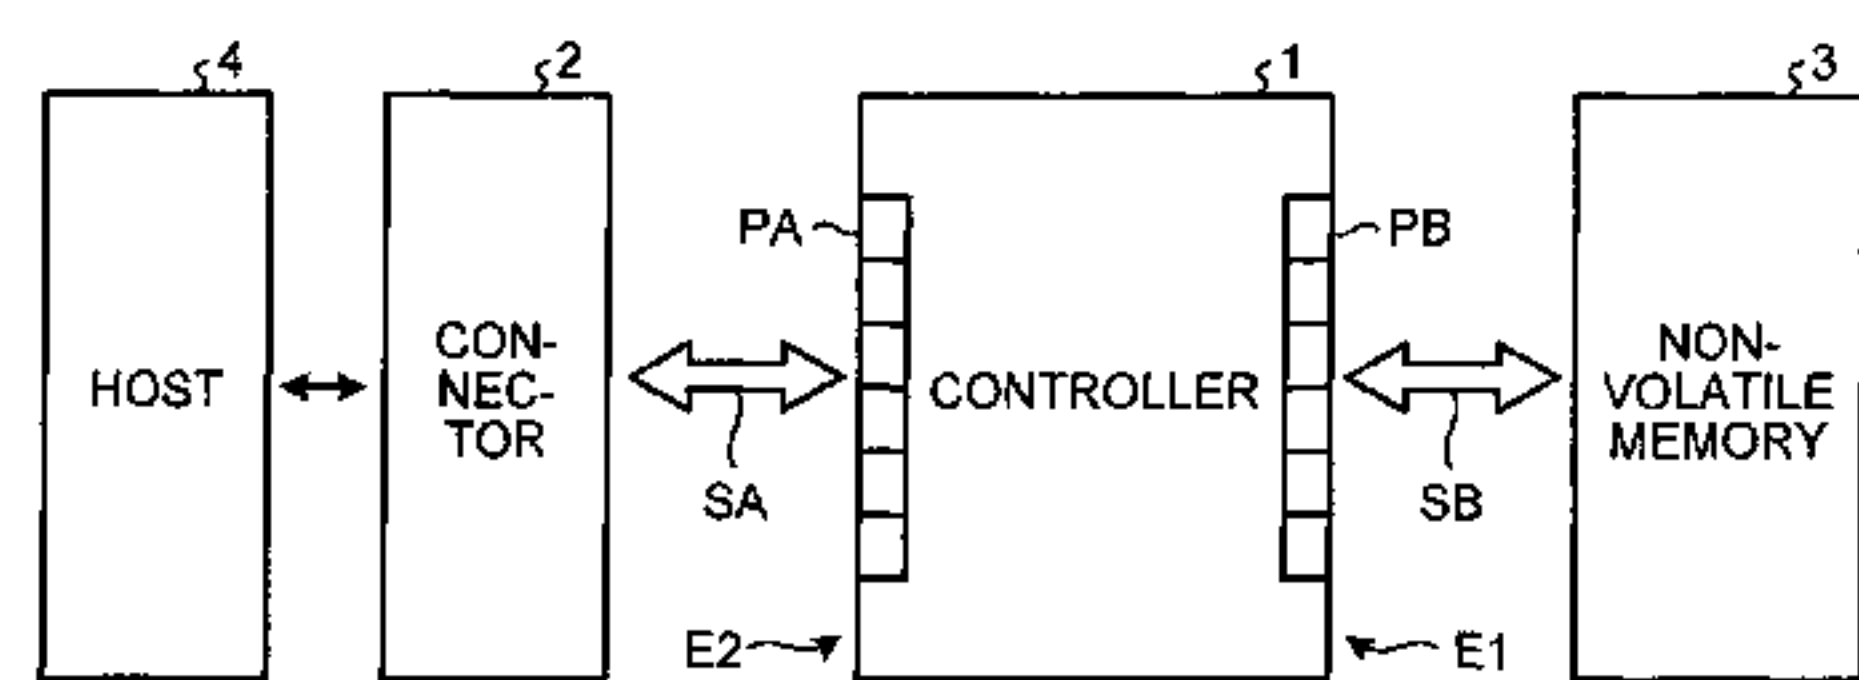 4
2
1
3
PA
PB
HOST
CON-
NEC-
TOR
CONTROLLER
NON-
VOLATILE
MEMORY
SA
SB
E2
E1